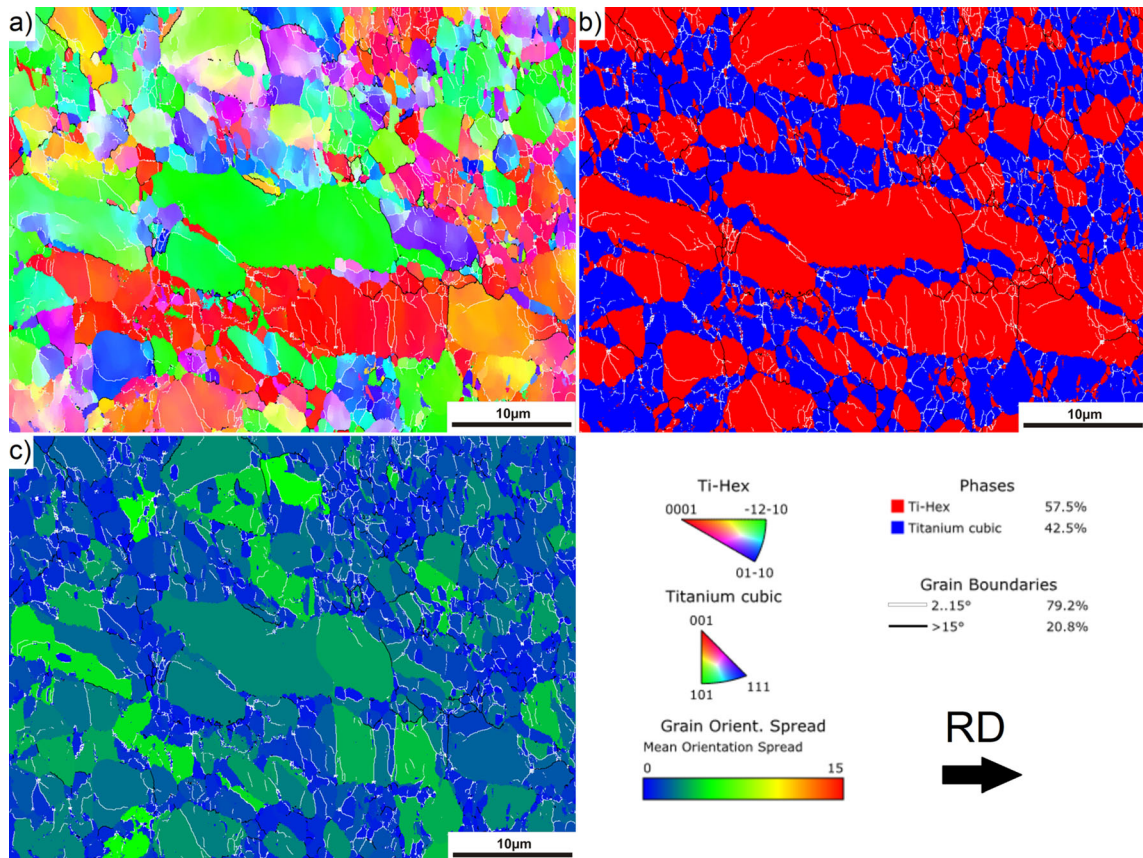 a)
10µm
b)
10µm
c)
10µm
Ti-Hex
0001 -12-10
01-10
Titanium cubic
001
101 111
Grain Orient. Spread
Mean Orientation Spread
0 15
Phases
Ti-Hex 57.5%
Titanium cubic 42.5%
Grain Boundaries
2..15° 79.2%
>15° 20.8%
RD